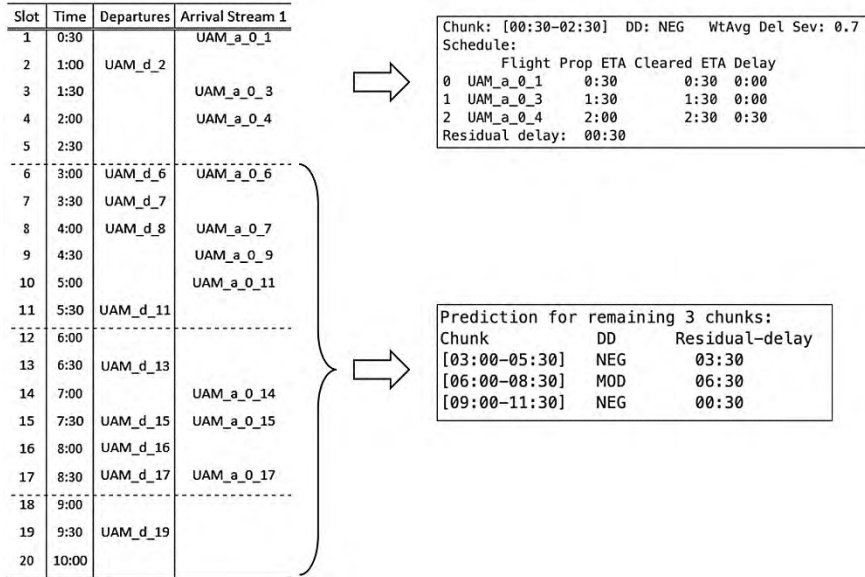 Slot Time Departures Arrival Stream 1
1 0:30 UAM_a_0_1
2 1:00 UAM_d_2
3 1:30 UAM_a_0_3
4 2:00 UAM_a_0_4
5 2:30
6 3:00 UAM_d_6 UAM_a_0_6
7 3:30 UAM_d_7
8 4:00 UAM_d_8 UAM_a_0_7
9 4:30 UAM_a_0_9
10 5:00 UAM_a_0_11
11 5:30 UAM_d_11
12 6:00
13 6:30 UAM_d_13
14 7:00 UAM_a_0_14
15 7:30 UAM_d_15 UAM_a_0_15
16 8:00 UAM_d_16
17 8:30 UAM_d_17 UAM_a_0_17
18 9:00
19 9:30 UAM_d_19
20 10:00
Chunk: [00:30-02:30] DD: NEG WtAvg Del Sev: 0.7
Schedule:
Flight Prop ETA Cleared ETA Delay
0 UAM_a_0_1 0:30 0:30 0:00
1 UAM_a_0_3 1:30 1:30 0:00
2 UAM_a_0_4 2:00 2:30 0:30
Residual delay: 00:30
Prediction for remaining 3 chunks:
Chunk DD Residual-delay
[03:00-05:30] NEG 03:30
[06:00-08:30] MOD 06:30
[09:00-11:30] NEG 00:30